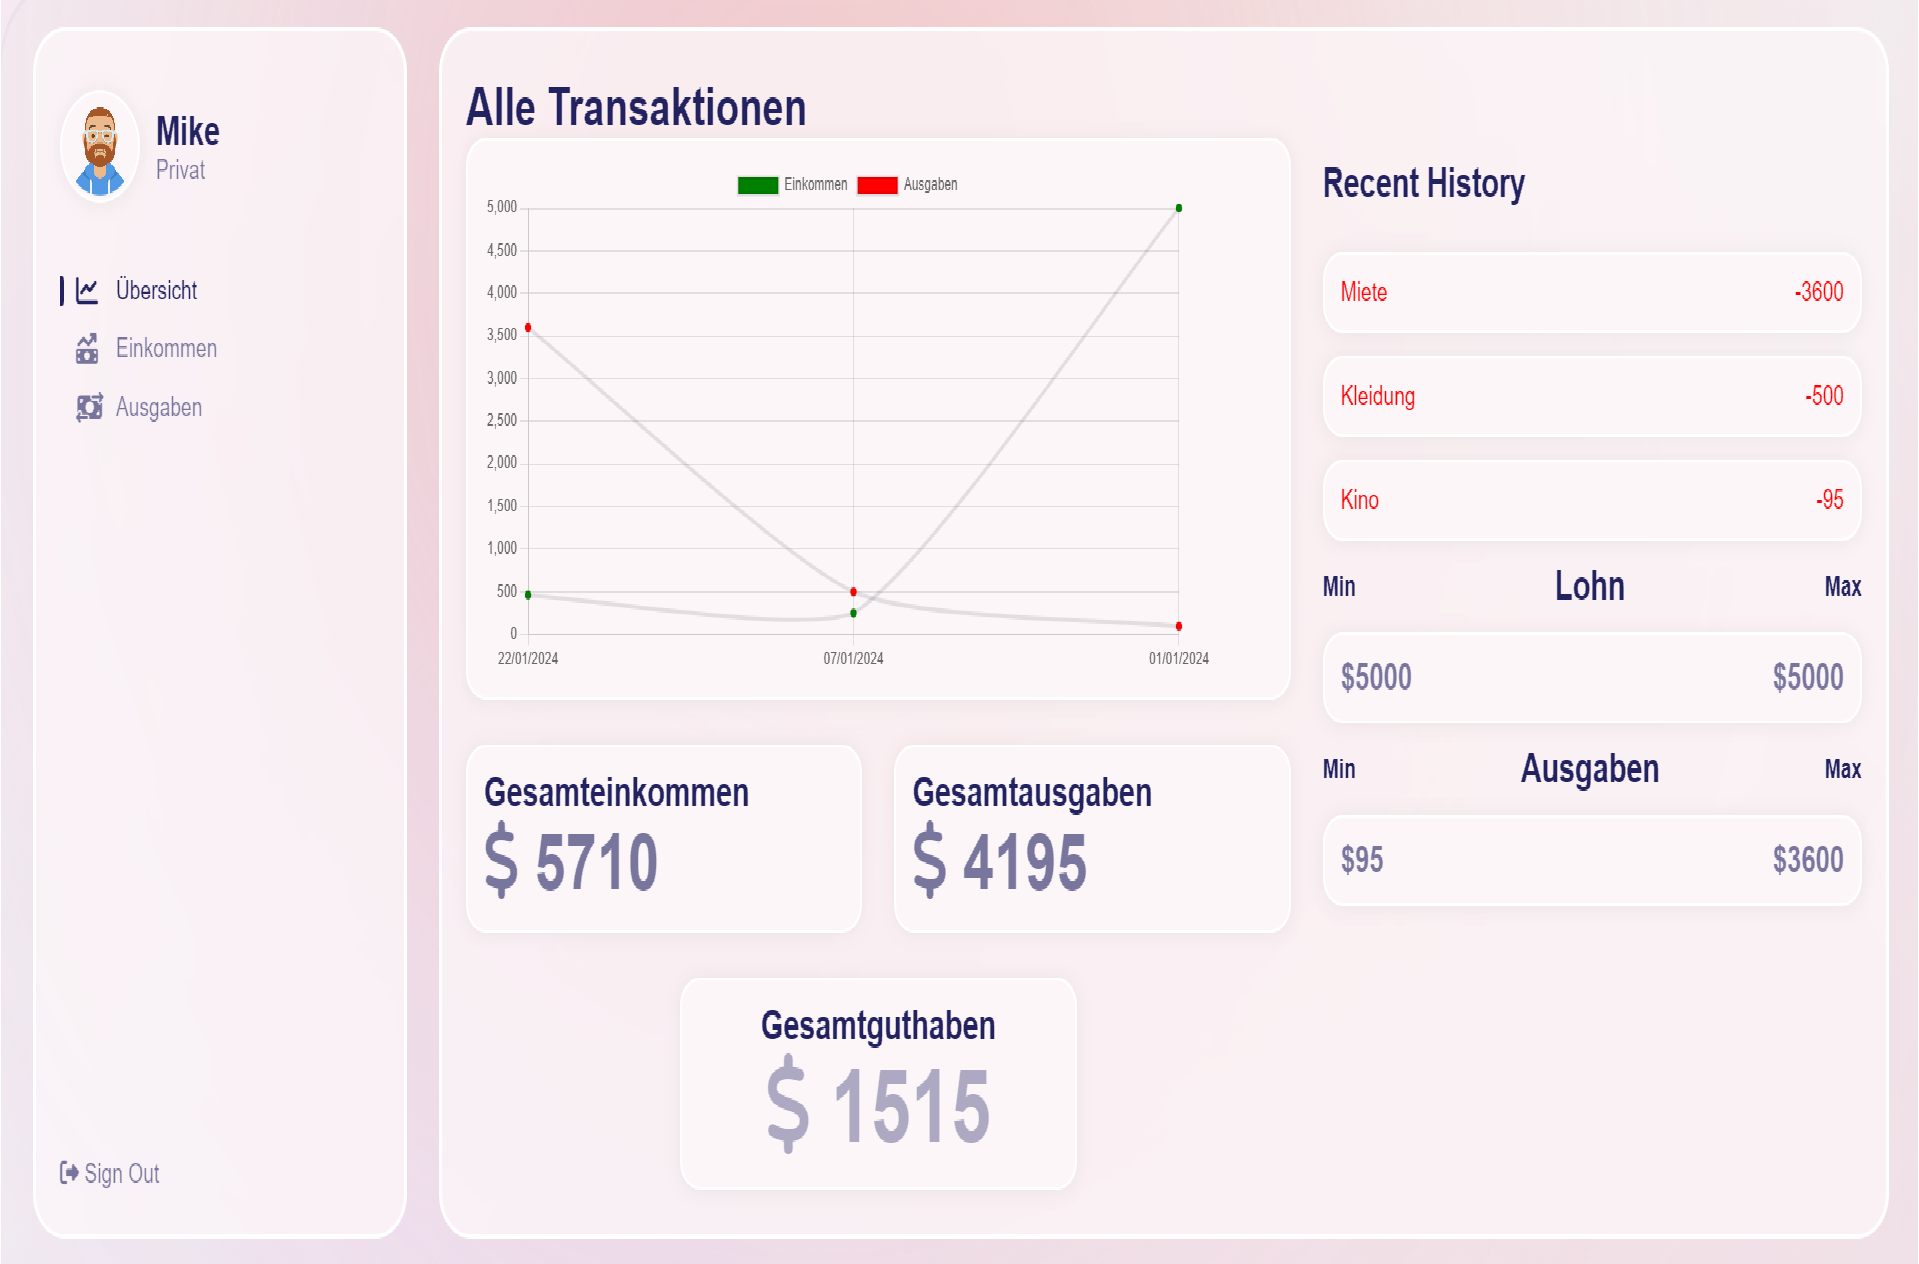 Mike
Privat
Übersicht
Einkommen
Ausgaben
Sign Out
Alle Transaktionen
Einkommen Ausgaben
5,000
4,500
4,000
3,500
3,000
2,500
2,000
1,500
1,000
500
0
22/01/2024 07/01/2024 01/01/2024
Gesamteinkommen
$ 5710
Gesamtausgaben
$ 4195
Gesamtguthaben
$ 1515
Recent History
Miete -3600
Kleidung -500
Kino -95
Min Lohn Max
$5000 $5000
Min Ausgaben Max
$95 $3600